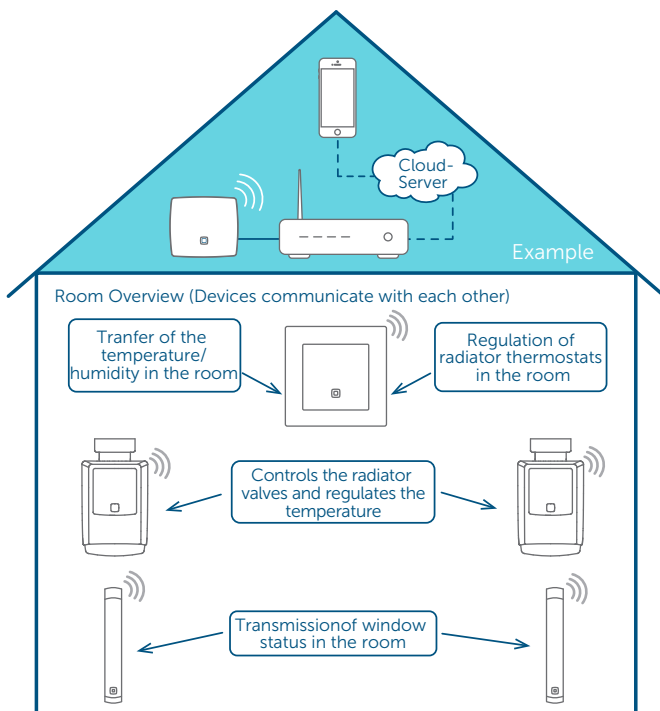 Cloud-
Server
Example
Room Overview (Devices communicate with each other)
Tranfer of the
temperature/
humidity in the room
Regulation of
radiator thermostats
in the room
Controls the radiator
valves and regulates the
temperature
Transmissionof window
status in the room